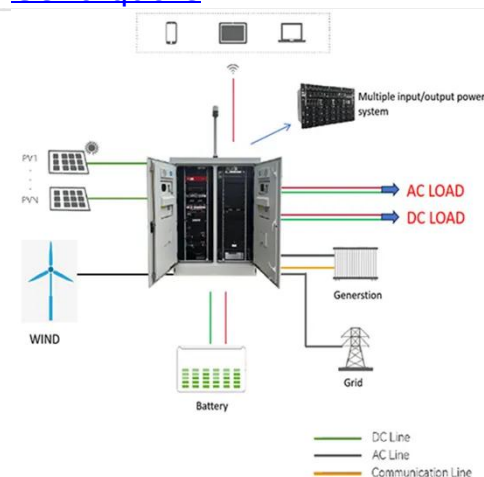 Multiple input/output power
system
PV1
PVN
AC LOAD
DC LOAD
Generstion
WIND
Grid
Battery
DC Line
AC Line
Communication Line